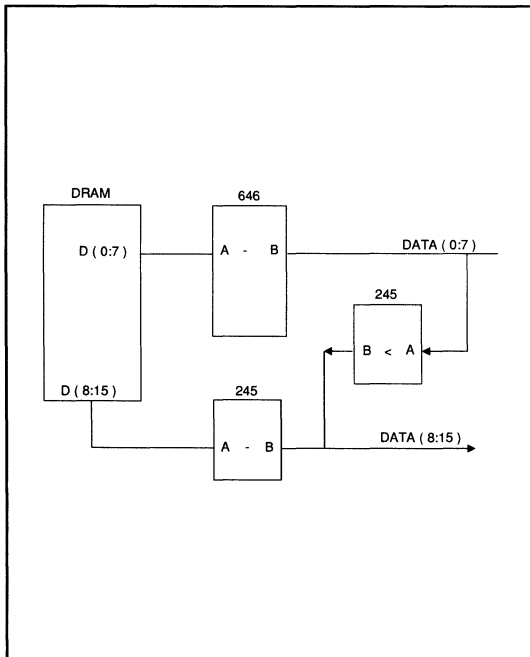 DRAM
646
D ( 0:7 )
A - B
DATA ( 0:7 )
245
B < A
D ( 8:15 )
245
A - B
DATA ( 8:15 )